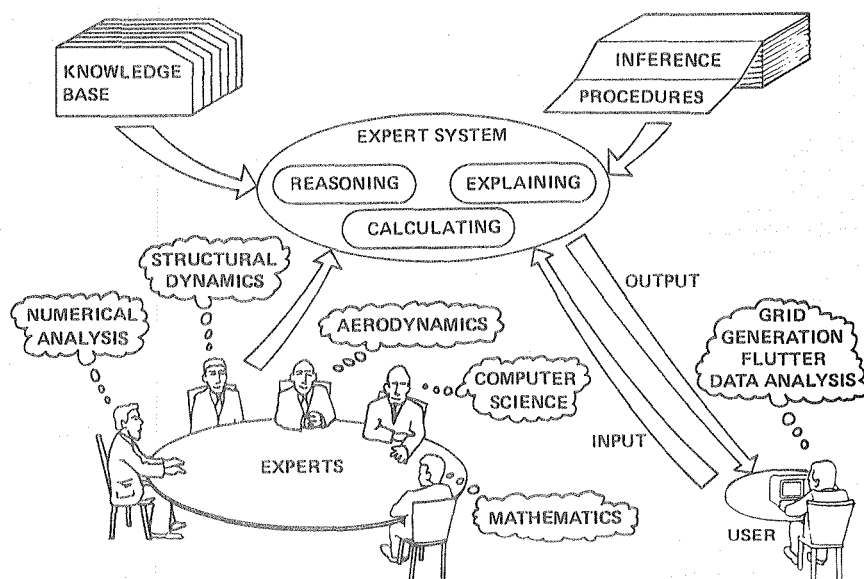 KNOWLEDGE
BASE
INFERENCE
PROCEDURES
EXPERT SYSTEM
REASONING
EXPLAINING
CALCULATING
STRUCTURAL
DYNAMICS
NUMERICAL
ANALYSIS
AERODYNAMICS
COMPUTER
SCIENCE
EXPERTS
MATHEMATICS
OUTPUT
INPUT
GRID
GENERATION
FLUTTER
DATA ANALYSIS
USER